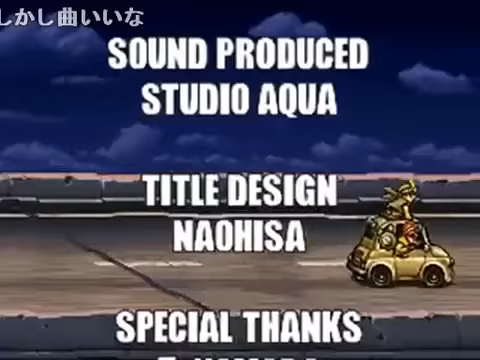 しかし曲いいな
SOUND PRODUCED
STUDIO AQUA
TITLE DESIGN
NAOHISA
SPECIAL THANKS